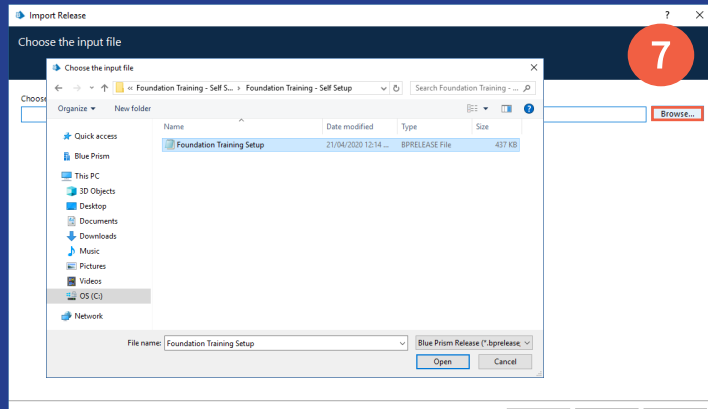 Import Release
? X
Choose the input file
7
Choose the input file
« Foundation Training - Self S... › Foundation Training - Self Setup
Search Foundation Training - ...
Choose
Browse...
Organize
New folder
Name
Date modified
Type
Size
Quick access
Foundation Training Setup
21/04/2020 12:14 ...
BPRELEASE File
437 KB
Blue Prism
This PC
3D Objects
Desktop
Documents
Downloads
Music
Pictures
Videos
OS (C:)
Network
File name:
Foundation Training Setup
Blue Prism Release (*.bprelease,
Open
Cancel